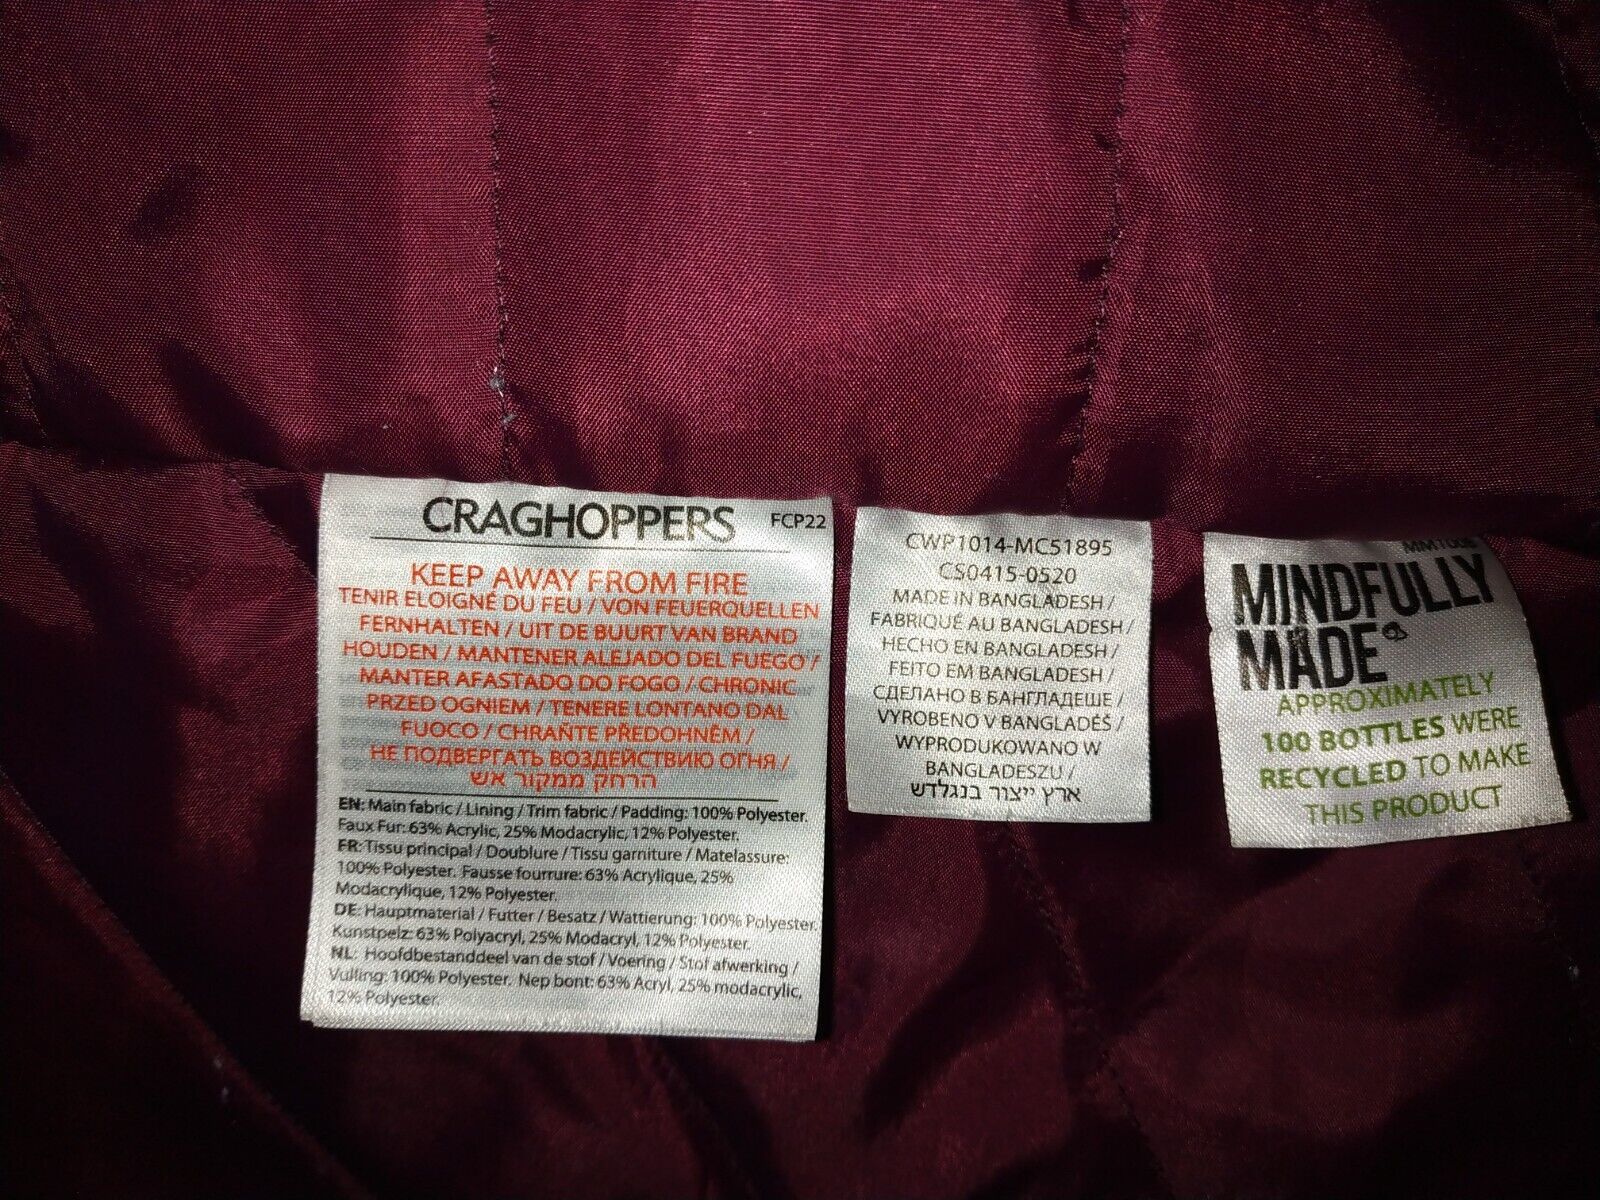 CRAGHOPPERS FCP22
KEEP AWAY FROM FIRE
TENIR ELOIGNÉ DU FEU / VON FEUERQUELLEN
FERNHALTEN / UIT DE BUURT VAN BRAND
HOUDEN / MANTENER ALEJADO DEL FUEGO /
MANTER AFASTADO DO FOGO / CHRONIC
PRZED OGNIEM / TENERE LONTANO DAL
FUOCO / CHRAŇTE PŘEDOHNĚM /
НЕ ПОДВЕРГАТЬ ВОЗДЕЙСТВИЮ ОГНЯ /
הרחק ממקור אש
EN: Main fabric / Lining / Trim fabric / Padding: 100% Polyester.
Faux Fur: 63% Acrylic, 25% Modacrylic, 12% Polyester.
FR: Tissu principal / Doublure / Tissu garniture / Matelassure:
100% Polyester. Fausse fourrure: 63% Acrylique, 25%
Modacrylique, 12% Polyester.
DE: Hauptmaterial / Futter / Besatz / Wattierung: 100% Polyester.
Kunstpelz: 63% Polyacryl, 25% Modacryl, 12% Polyester.
NL: Hoofdbestanddeel van de stof / Voering / Stof afwerking /
Vulling: 100% Polyester. Nep bont: 63% Acryl, 25% modacrylic,
12% Polyester.
CWP1014-MC51895
CS0415-0520
MADE IN BANGLADESH /
FABRIQUÉ AU BANGLADESH /
HECHO EN BANGLADESH /
FEITO EM BANGLADESH /
СДЕЛАНО В БАНГЛАДЕШЕ /
VYROBENO V BANGLADÉŠ /
WYPRODUKOWANO W
BANGLADESZU /
ארץ ייצור בנגלדש
MINDFULLY
MADE
APPROXIMATELY
100 BOTTLES WERE
RECYCLED TO MAKE
THIS PRODUCT